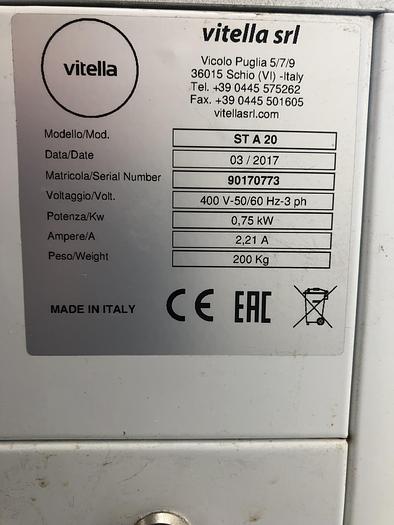 vitella
vitella srl
Vicolo Puglia 5/7/9
36015 Schio (VI) -Italy
Tel. +39 0445 575262
Fax. +39 0445 501605
vitellasrl.com
Modello/Mod. ST A 20
Data/Date 03 / 2017
Matricola/Serial Number 90170773
Voltaggio/Volt. 400 V-50/60 Hz-3 ph
Potenza/Kw 0,75 kW
Ampere/A 2,21 A
Peso/Weight 200 Kg
MADE IN ITALY CE EAC